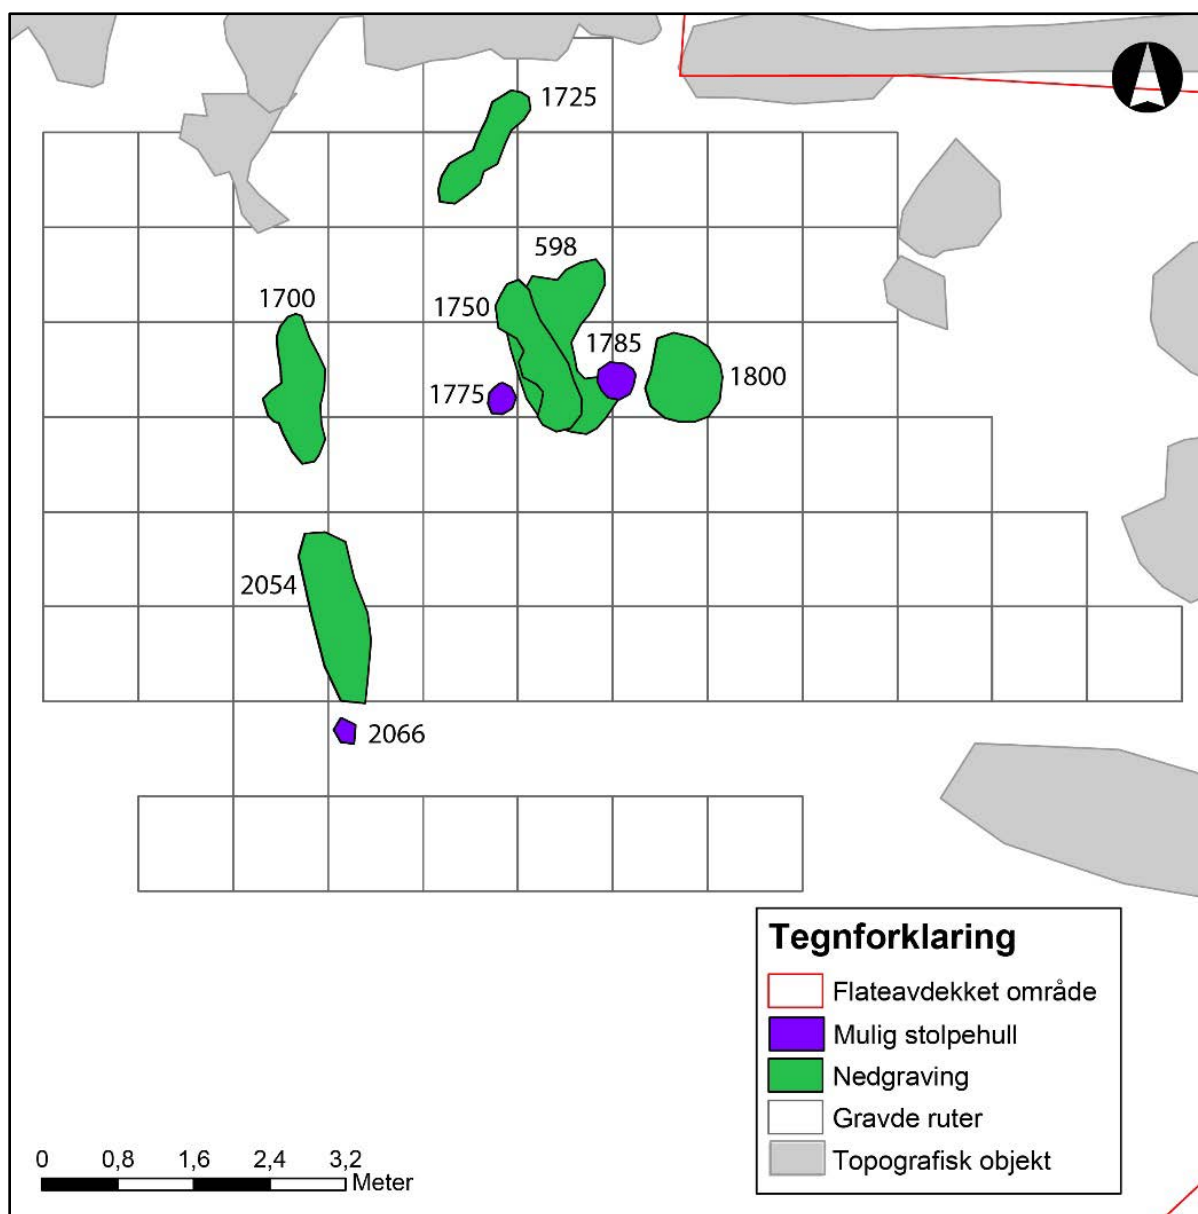 1725
598
1700
1750
1785
1775
1800
2054
2066
Tegnforklaring
Flateavdekket område
Mulig stolpehull
Nedgraving
Gravde ruter
Topografisk objekt
0 0,8 1,6 2,4 3,2
Meter